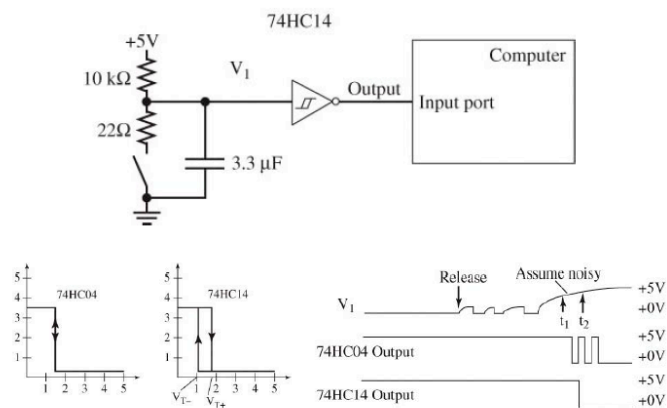 74HC14
+5V
10 kΩ
V1
22Ω
3.3 μF
Output
Computer
Input port
74HC04
5
4
3
2
1
1 2 3 4 5
74HC14
5
4
3
2
1
1 2 3 4 5
VT− VT+
Release
Assume noisy
V1
t1 t2
+5V
+0V
74HC04 Output
+5V
+0V
74HC14 Output
+5V
+0V